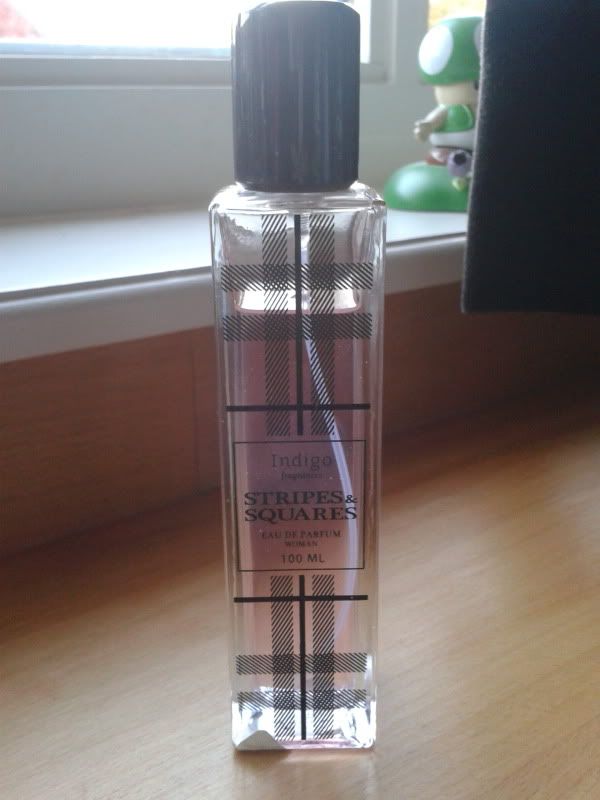 Indigo
fragrances
STRIPES&
SQUARES
EAU DE PARFUM
WOMAN
100 ML